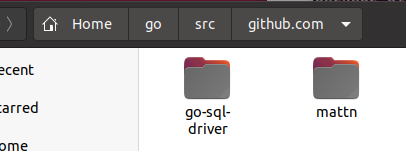 Home go src github.com
ecent
tarred
ome
go-sql-
driver
mattn